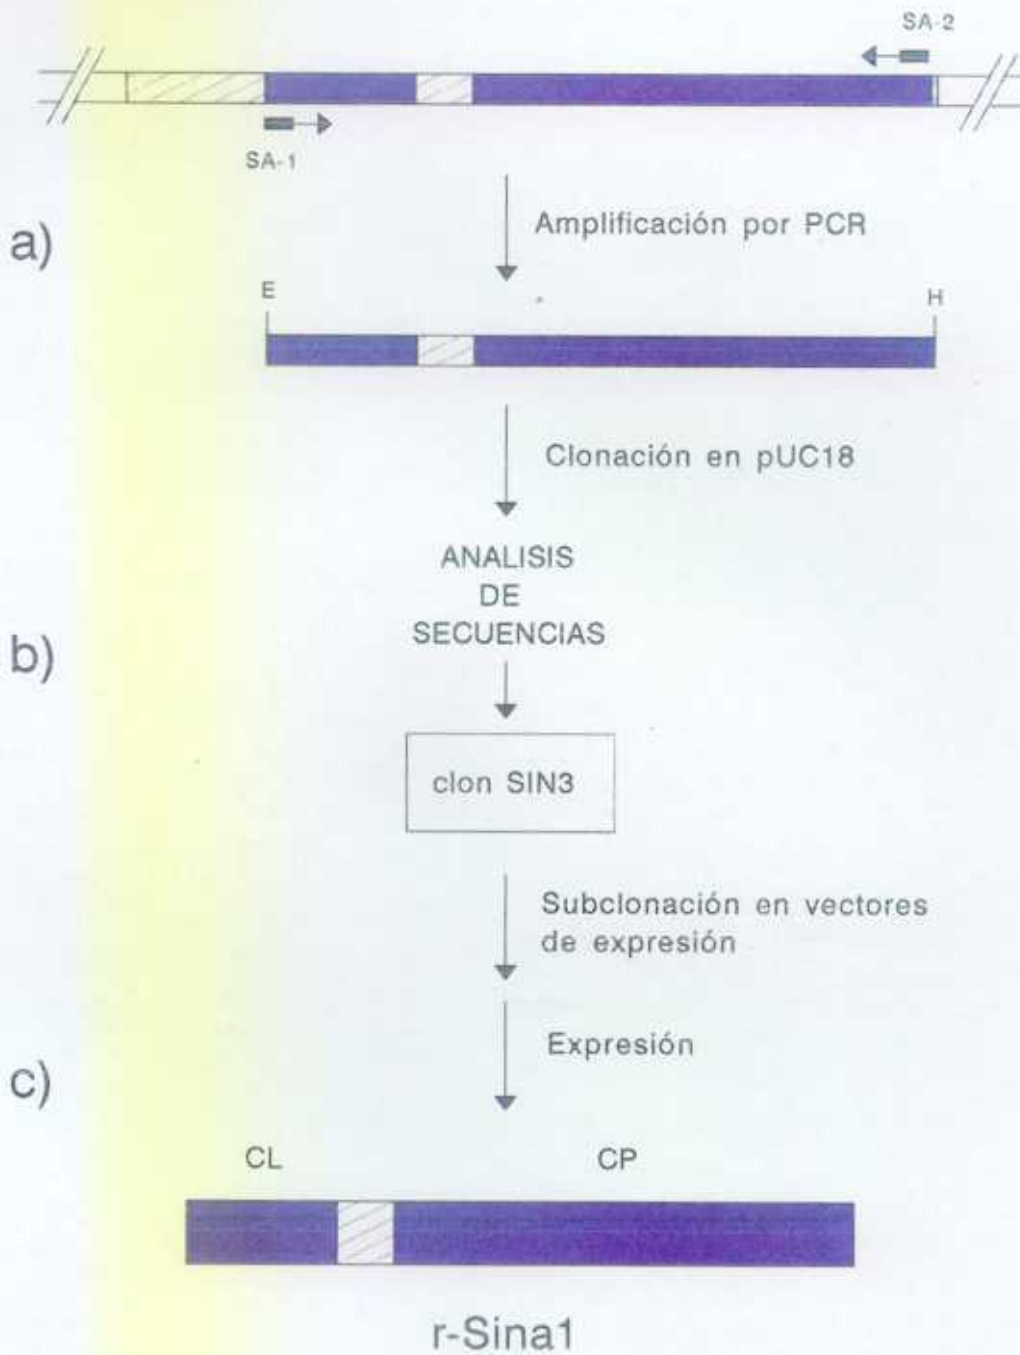 SA-2
SA-1
a)
Amplificación por PCR
E
H
Clonación en pUC18
ANALISIS
DE
SECUENCIAS
b)
clon SIN3
Subclonación en vectores
de expresión
Expresión
c)
CL
CP
r-Sina1